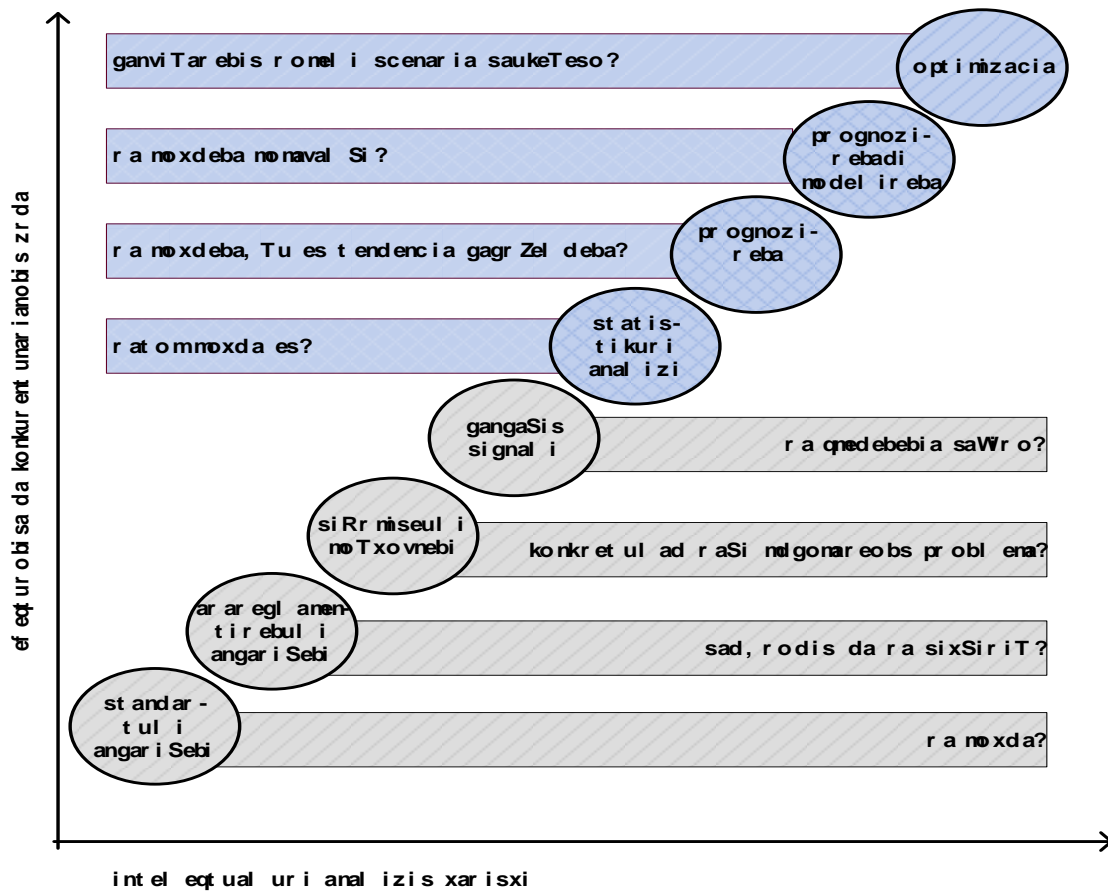 ganviTarebis romeli scenaria saukeTeso?
optimizacia
ra moxdeba momavalSi?
prognozi-
rebadi
modelireba
ra moxdeba, Tu es tendencia gagrZeldeba?
prognozi-
reba
ratom moxda es?
statis-
tikuri
analizi
gangaSis
signali
ra qmedebebia saWiro?
siRrmiseuli
moTxovnebi
konkretulad raSi mdgomareobs problema?
ararეglamen-
tirebuli
angariSebi
sad, rodis da ra sixSiriT?
standar-
tuli
angariSebi
ra moxda?
efeqturobisa da konkurentunarianobis zrda
inteleqtualuri analizis xarisxi